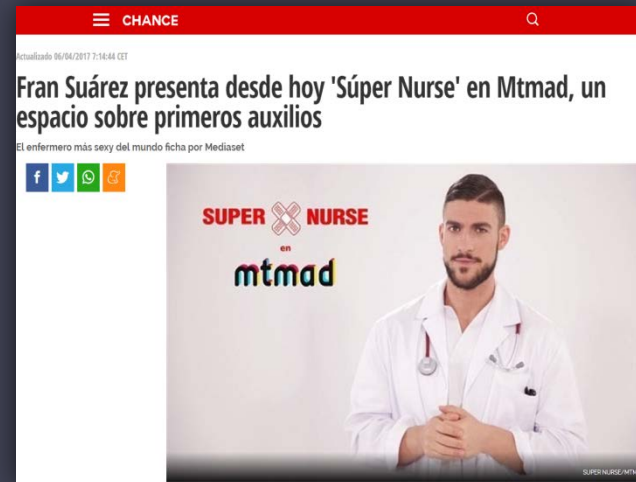 CHANCE
Actualizado 06/04/2017 7:14:44 CET
Fran Suárez presenta desde hoy 'Súper Nurse' en Mtmad, un
espacio sobre primeros auxilios
El enfermero más sexy del mundo ficha por Mediaset
SUPER NURSE
en
mtmad
SUPER NURSE/MTM